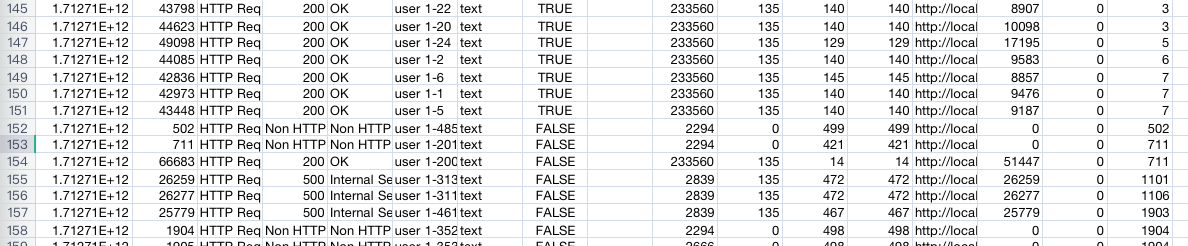 145 1.71271E+12 43798 HTTP Req 200 OK user 1-22 text TRUE 233560 135 140 140 http://local 8907 0 3
146 1.71271E+12 44623 HTTP Req 200 OK user 1-20 text TRUE 233560 135 140 140 http://local 10098 0 3
147 1.71271E+12 49098 HTTP Req 200 OK user 1-24 text TRUE 233560 135 129 129 http://local 17195 0 5
148 1.71271E+12 44085 HTTP Req 200 OK user 1-2 text TRUE 233560 135 140 140 http://local 9583 0 6
149 1.71271E+12 42836 HTTP Req 200 OK user 1-6 text TRUE 233560 135 145 145 http://local 8857 0 7
150 1.71271E+12 42973 HTTP Req 200 OK user 1-1 text TRUE 233560 135 140 140 http://local 9476 0 7
151 1.71271E+12 43448 HTTP Req 200 OK user 1-5 text TRUE 233560 135 140 140 http://local 9187 0 7
152 1.71271E+12 502 HTTP Req Non HTTP Non HTTP user 1-485 text FALSE 2294 0 499 499 http://local 0 0 502
153 1.71271E+12 711 HTTP Req Non HTTP Non HTTP user 1-201 text FALSE 2294 0 421 421 http://local 0 0 711
154 1.71271E+12 66683 HTTP Req 200 OK user 1-200 text FALSE 233560 135 14 14 http://local 51447 0 711
155 1.71271E+12 26259 HTTP Req 500 Internal Se user 1-313 text FALSE 2839 135 472 472 http://local 26259 0 1101
156 1.71271E+12 26277 HTTP Req 500 Internal Se user 1-311 text FALSE 2839 135 472 472 http://local 26277 0 1106
157 1.71271E+12 25779 HTTP Req 500 Internal Se user 1-461 text FALSE 2839 135 467 467 http://local 25779 0 1903
158 1.71271E+12 1904 HTTP Req Non HTTP Non HTTP user 1-352 text FALSE 2294 0 498 498 http://local 0 0 1904